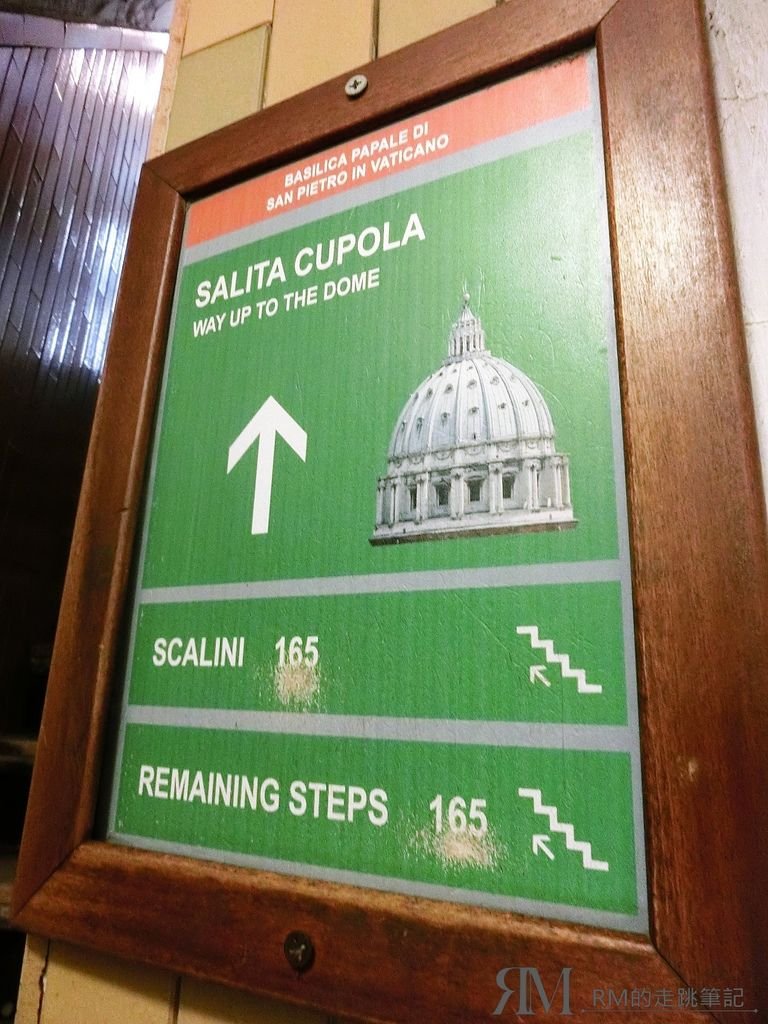 BASILICA PAPALE DI
SAN PIETRO IN VATICANO
SALITA CUPOLA
WAY UP TO THE DOME
SCALINI 165
REMAINING STEPS 165
RM RM的走跳筆記